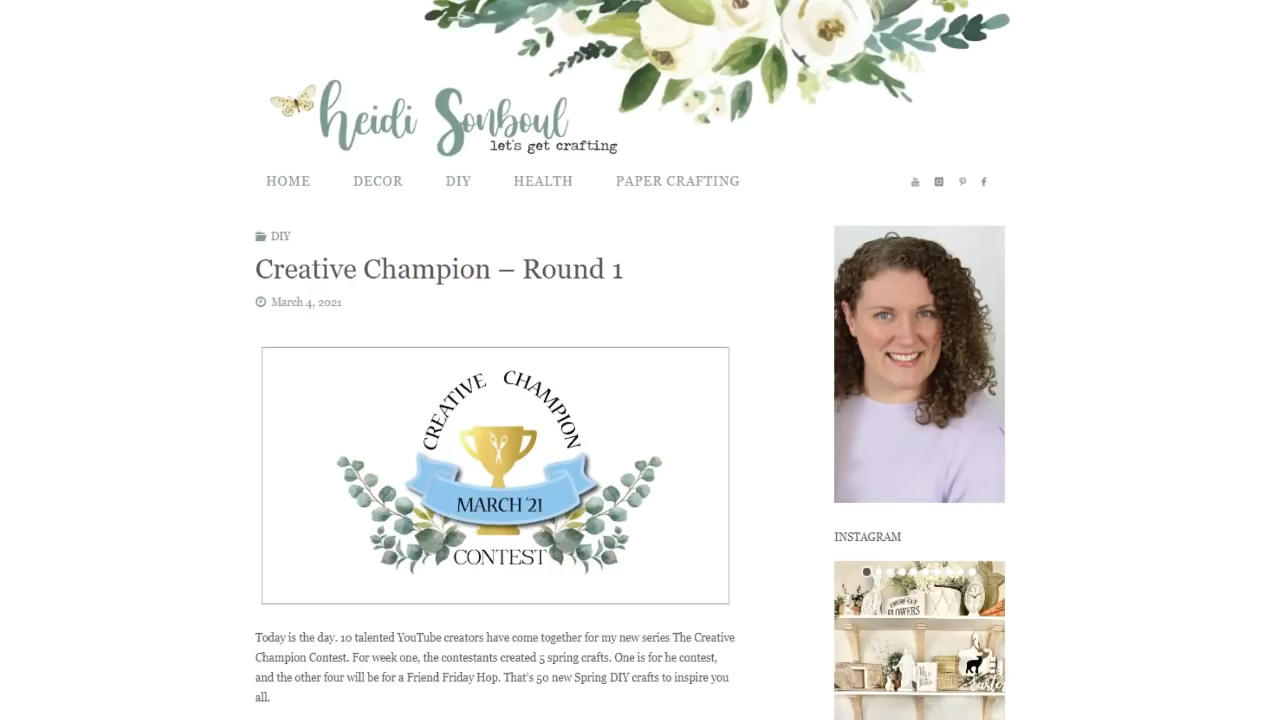 heidi Sonboul
let's get crafting
HOME DECOR DIY HEALTH PAPER CRAFTING
DIY
Creative Champion – Round 1
March 4, 2021
CREATIVE CHAMPION
MARCH '21
CONTEST
Today is the day. 10 talented YouTube creators have come together for my new series The Creative
Champion Contest. For week one, the contestants created 5 spring crafts. One is for he contest,
and the other four will be for a Friend Friday Hop. That's 50 new Spring DIY crafts to inspire you
all.
INSTAGRAM
FLOWERS